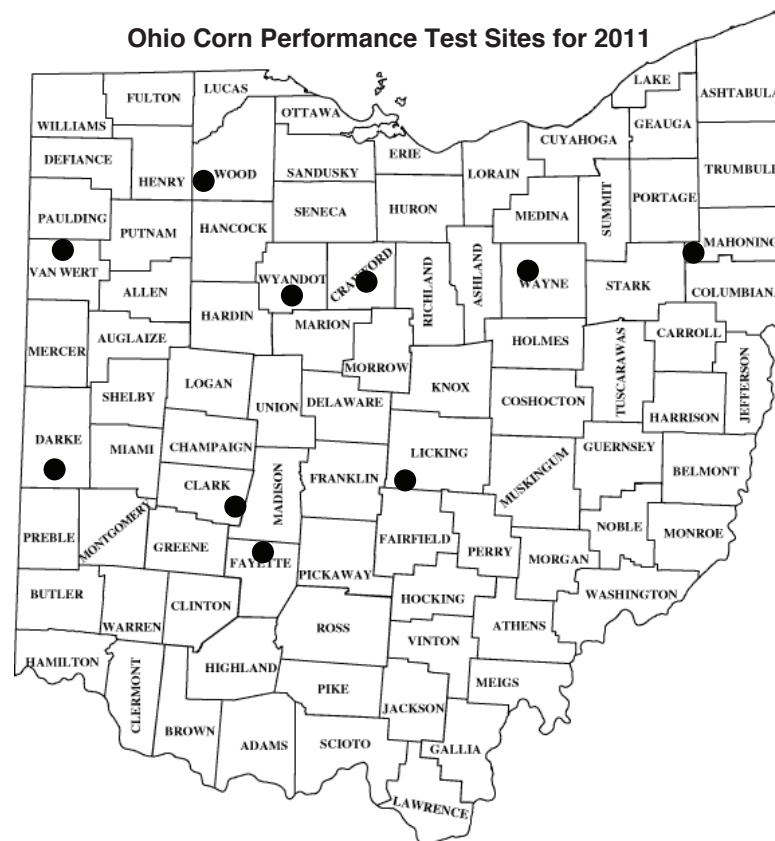 Ohio Corn Performance Test Sites for 2011
LAKE
LUCAS
FULTON
ASHTABULA
OTTAWA
GEAUGA
WILLIAMS
CUYAHOGA
ERIE
DEFIANCE
SANDUSKY
WOOD
LORAIN
TRUMBULL
HENRY
PORTAGE
SUMMIT
HURON
SENECA
MEDINA
PAULDING
HANCOCK
PUTNAM
MAHONING
CRAWFORD
RICHLAND
ASHLAND
VAN WERT
WYANDOT
WAYNE
STARK
ALLEN
COLUMBIANA
HARDIN
MARION
CARROLL
AUGLAIZE
HOLMES
MERCER
TUSCARAWAS
JEFFERSON
MORROW
LOGAN
KNOX
SHELBY
UNION
DELAWARE
COSHOCTON
HARRISON
DARKE
MIAMI
CHAMPAIGN
GUERNSEY
LICKING
BELMONT
MUSKINGUM
FRANKLIN
CLARK
MADISON
NOBLE
MONTGOMERY
PREBLE
MONROE
GREENE
FAIRFIELD
PERRY
FAYETTE
MORGAN
PICKAWAY
BUTLER
WASHINGTON
HOCKING
CLINTON
WARREN
ROSS
ATHENS
VINTON
HAMILTON
HIGHLAND
CLERMONT
MEIGS
PIKE
JACKSON
BROWN
ADAMS
SCIOTO
GALLIA
LAWRENCE